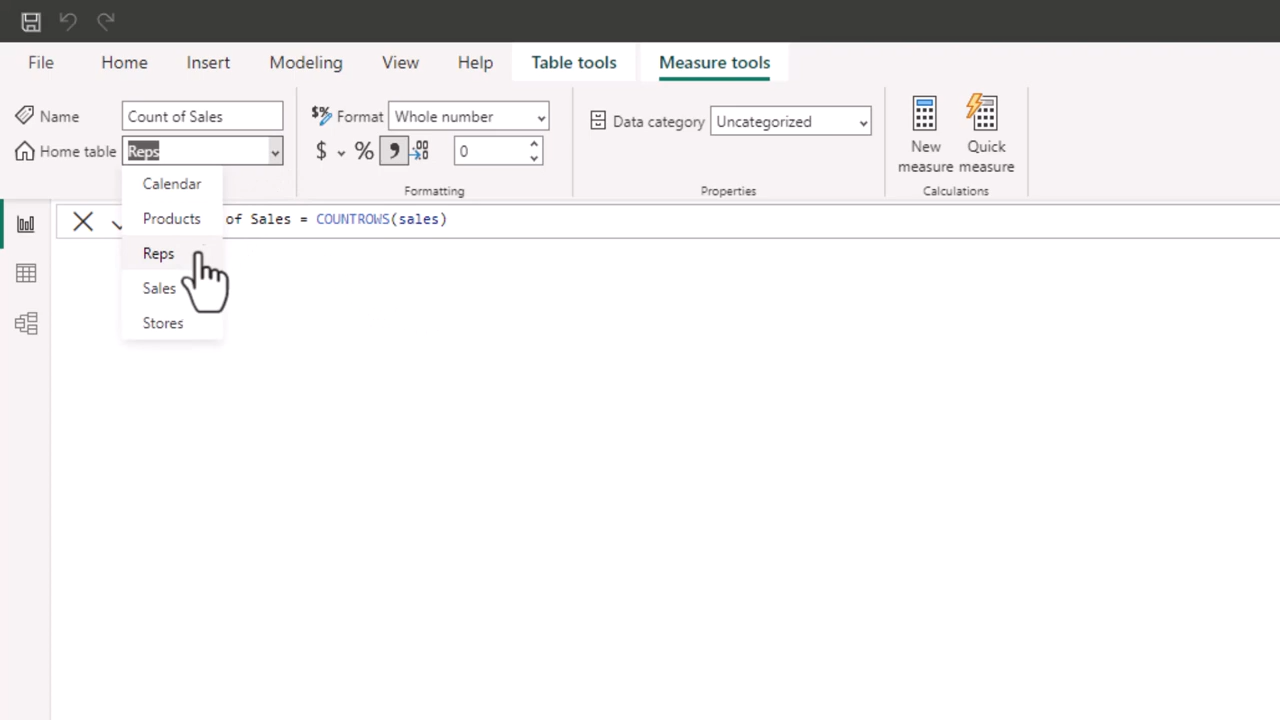 File Home Insert Modeling View Help Table tools Measure tools
Name Count of Sales
Home table Reps
Calendar
Products
Reps
Sales
Stores
$% Format Whole number
$ % , .00 0
Formatting
Data category Uncategorized
Properties
New measure
Quick measure
Calculations
of Sales = COUNTROWS(sales)